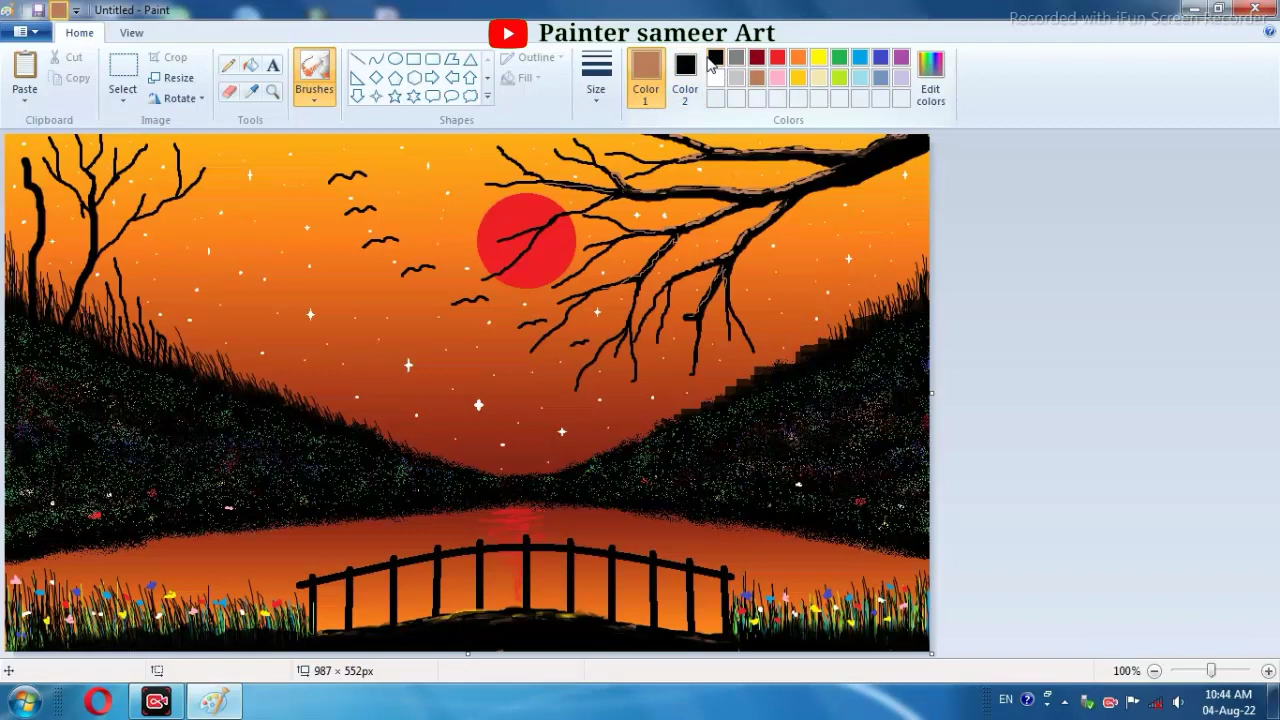 Untitled - Paint
Recorded with iFun Screen Recorder
Home
View
Painter sameer Art
Paste
Cut
Copy
Clipboard
Select
Crop
Resize
Rotate
Image
A
Tools
Brushes
Outline
Fill
Shapes
Size
Color
1
Color
2
Edit
colors
Colors
987 × 552px
100%
EN
10:44 AM
04-Aug-22